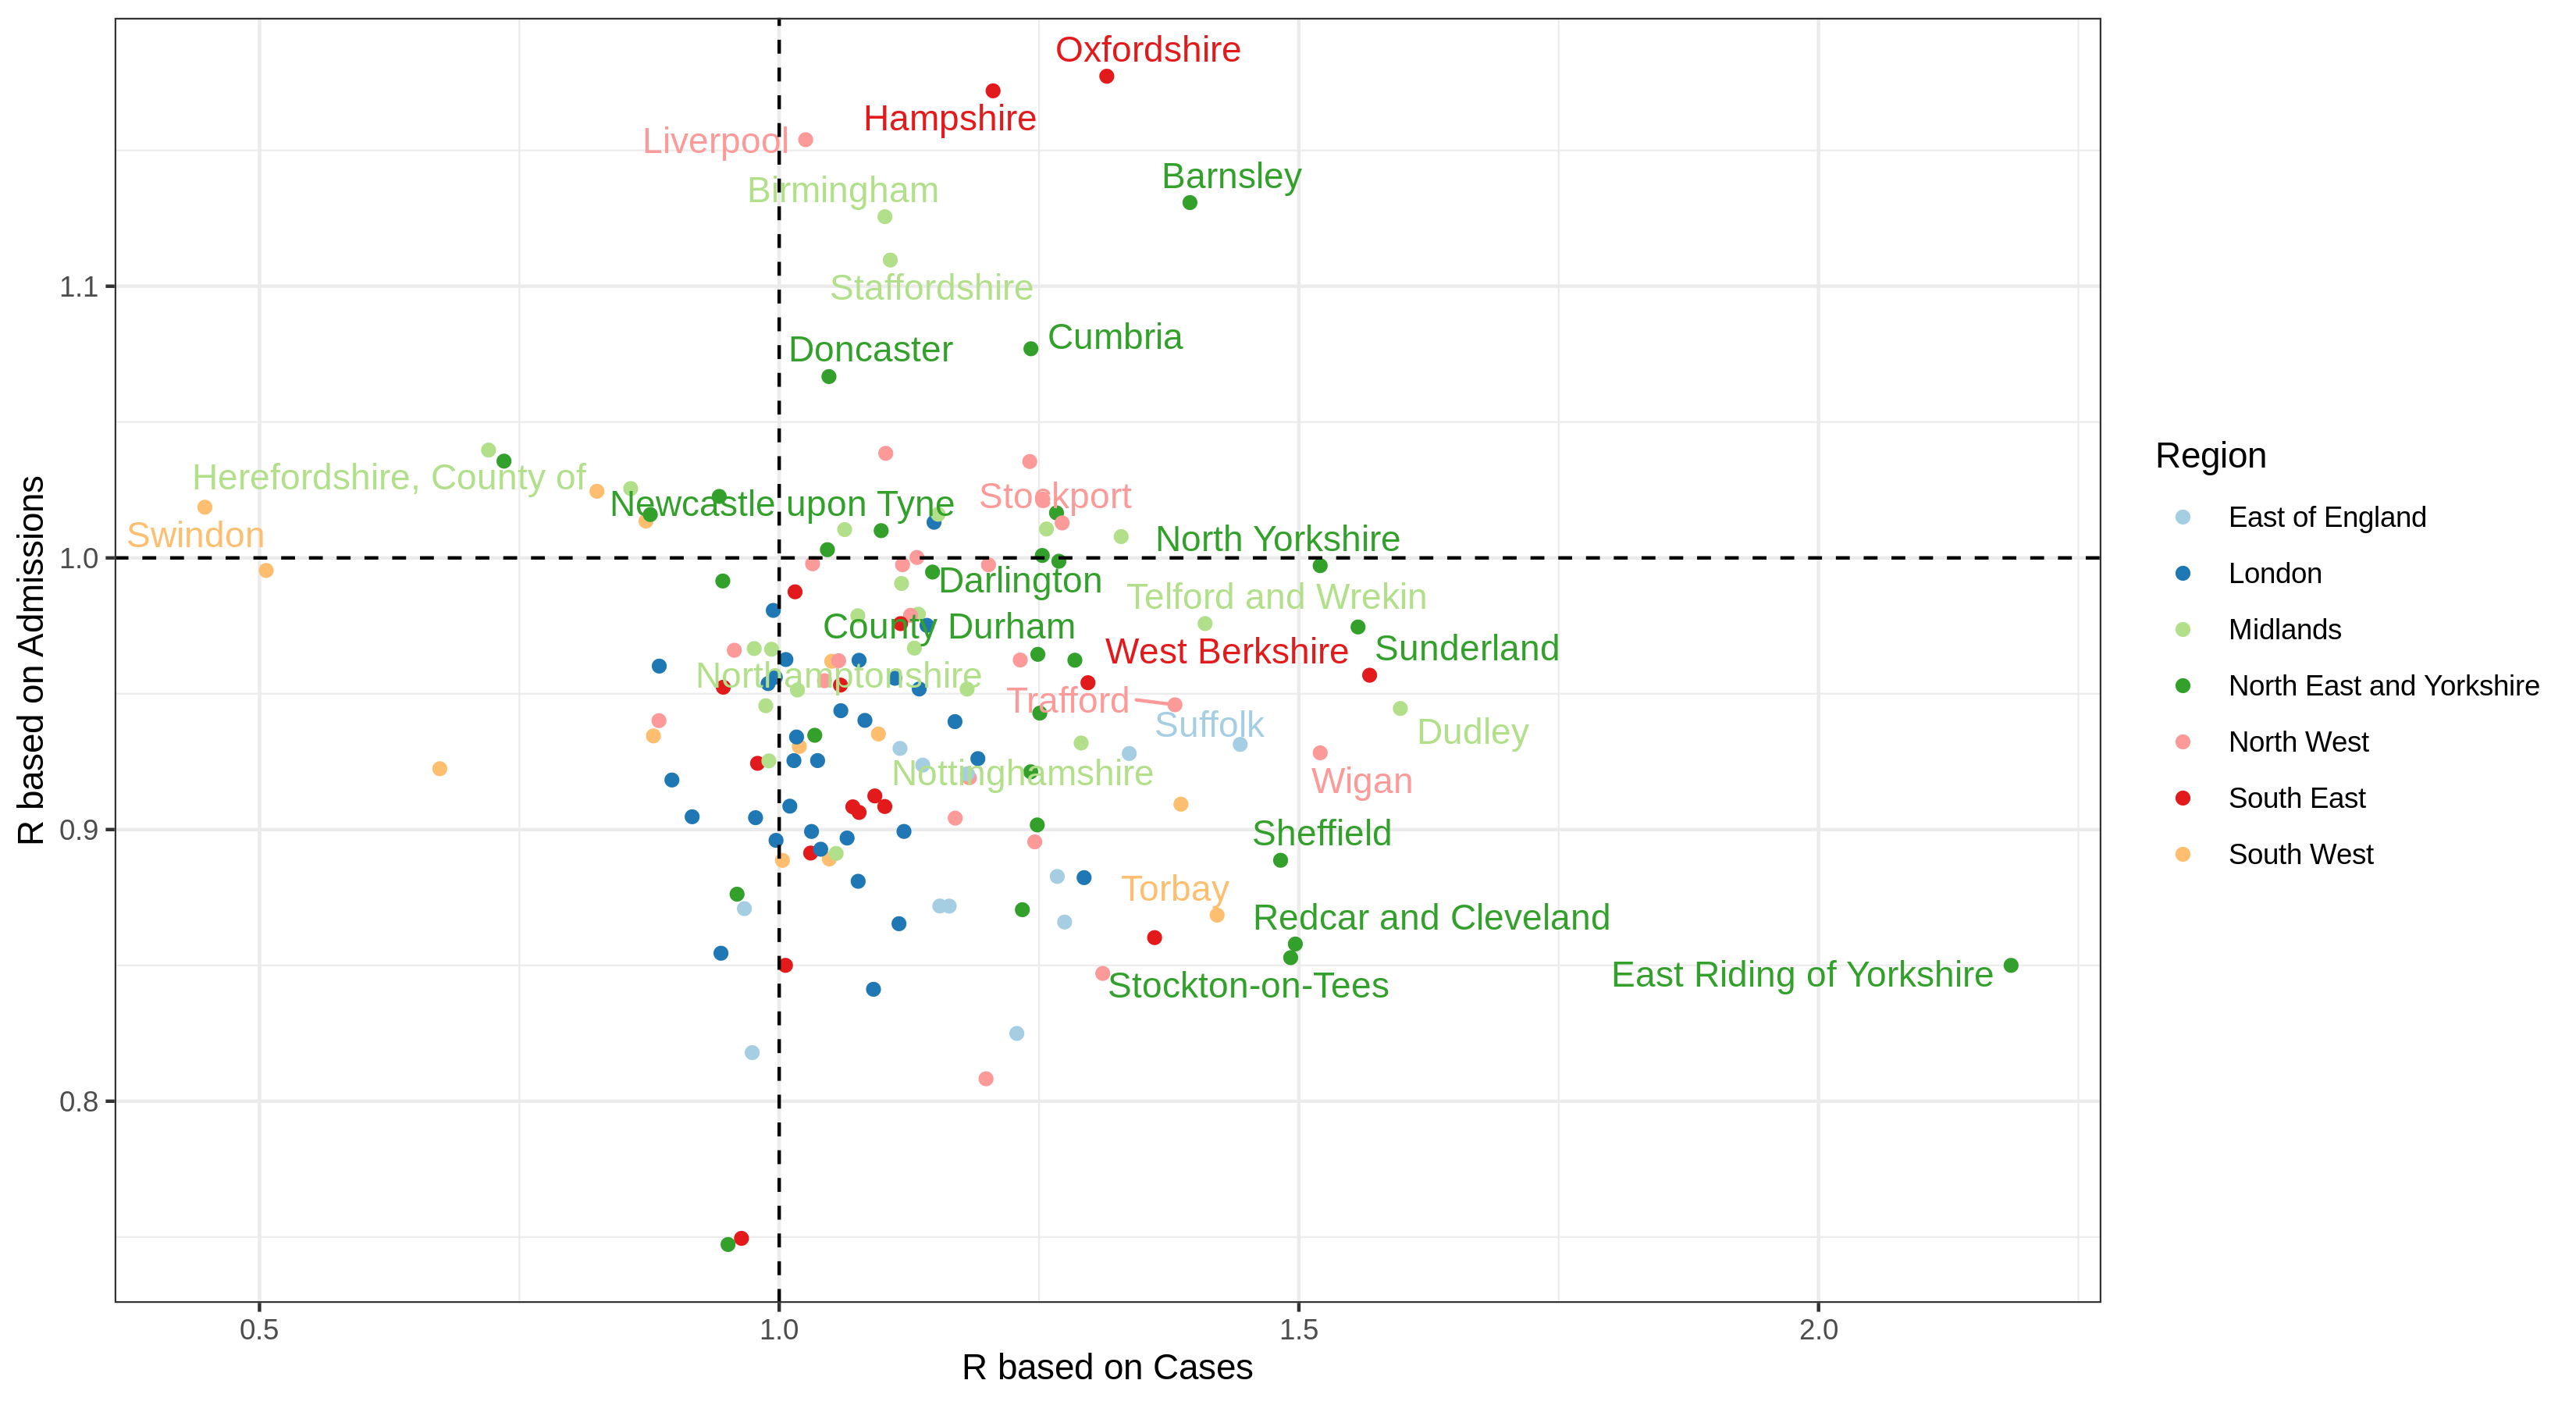 Oxfordshire
Hampshire
Liverpool
Barnsley
Birmingham
Staffordshire
1.1
Cumbria
Doncaster
Herefordshire, County of
Newcastle upon Tyne
Stockport
Swindon
North Yorkshire
1.0
Darlington
Telford and Wrekin
County Durham
West Berkshire
Sunderland
Northamptonshire
Trafford
Suffolk
Dudley
Nottinghamshire
Wigan
0.9
Sheffield
Torbay
Redcar and Cleveland
East Riding of Yorkshire
Stockton-on-Tees
0.8
R based on Admissions
0.5
1.0
1.5
2.0
R based on Cases
Region
East of England
London
Midlands
North East and Yorkshire
North West
South East
South West